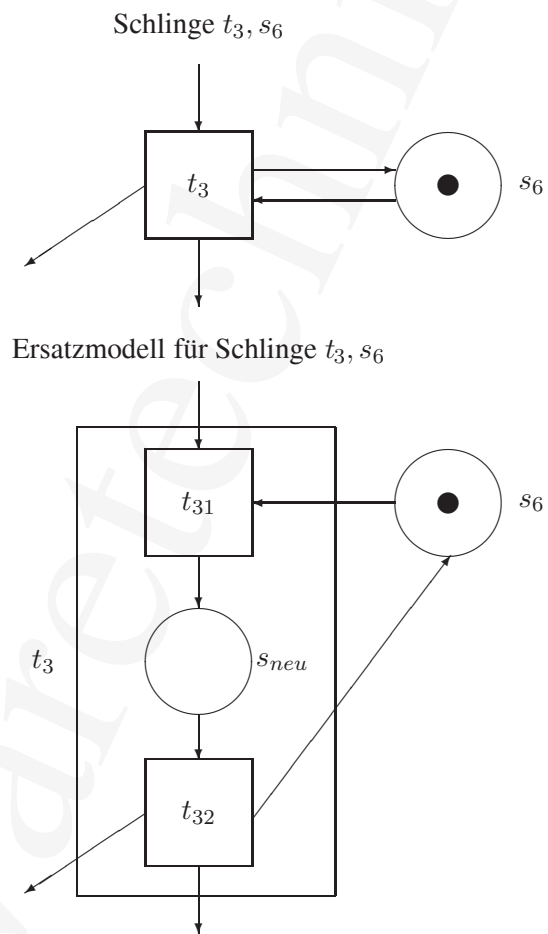 Schlinge t₃, s₆
t₃
s₆
Ersatzmodell für Schlinge t₃, s₆
t₃₁
s₆
t₃
sₙₑᵤ
t₃₂